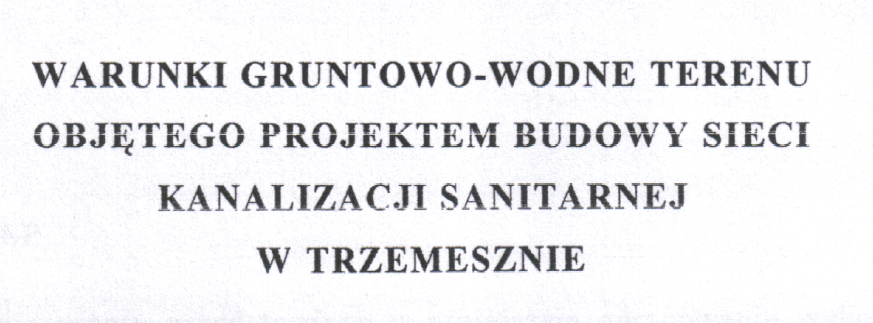 WARUNKI GRUNTOWO-WODNE TERENU
OBJĘTEGO PROJEKTEM BUDOWY SIECI
KANALIZACJI SANITARNEJ
W TRZEMESZNIE